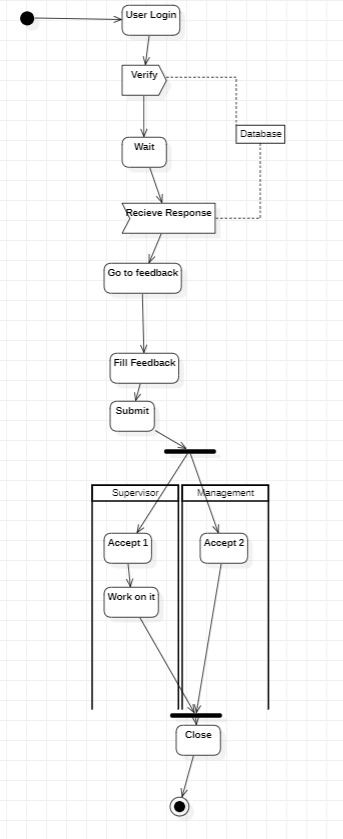 User Login
Verify
Database
Wait
Recieve Response
Go to feedback
Fill Feedback
Submit
Supervisor
Management
Accept 1
Accept 2
Work on it
Close